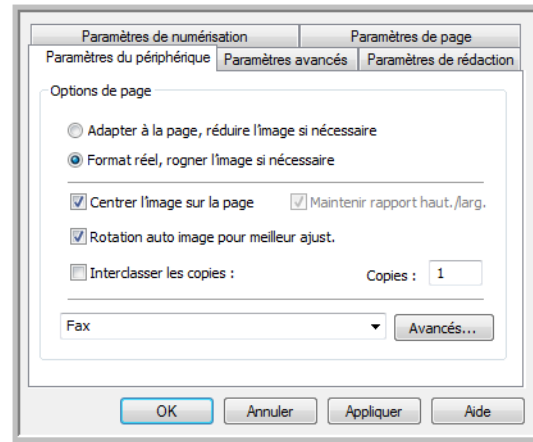 Paramètres de numérisation Paramètres de page
Paramètres du périphérique Paramètres avancés Paramètres de rédaction
Options de page
Adapter à la page, réduire l'image si nécessaire
Format réel, rogner l'image si nécessaire
Centrer l'image sur la page Maintenir rapport haut./larg.
Rotation auto image pour meilleur ajust.
Interclasser les copies : Copies : 1
Fax Avancés...
OK Annuler Appliquer Aide